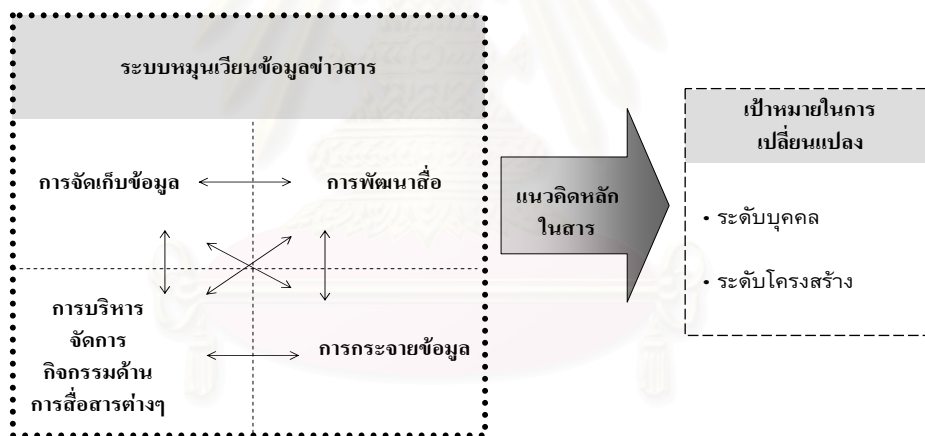 ระบบหมุนเวียนข้อมูลข่าวสาร
การจัดเก็บข้อมูล
การพัฒนาสื่อ
การบริหาร
จัดการ
กิจกรรมด้าน
การสื่อสารต่างๆ
การกระจายข้อมูล
แนวคิดหลัก
ในสาร
เป้าหมายในการ
เปลี่ยนแปลง
• ระดับบุคคล
• ระดับโครงสร้าง